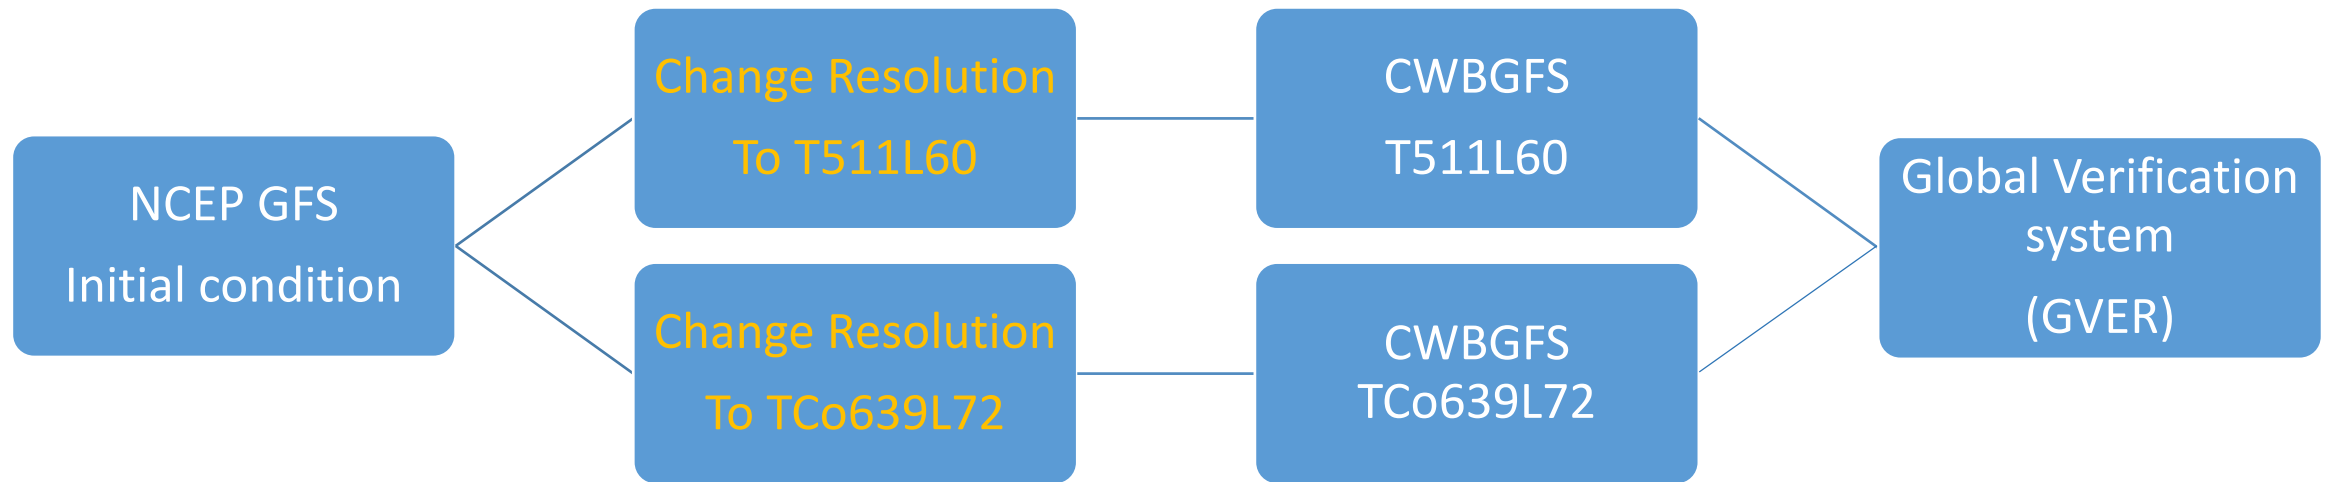 NCEP GFS
Initial condition
Change Resolution
To T511L60
CWBGFS
T511L60
Change Resolution
To TCo639L72
CWBGFS
TCo639L72
Global Verification
system
(GVER)